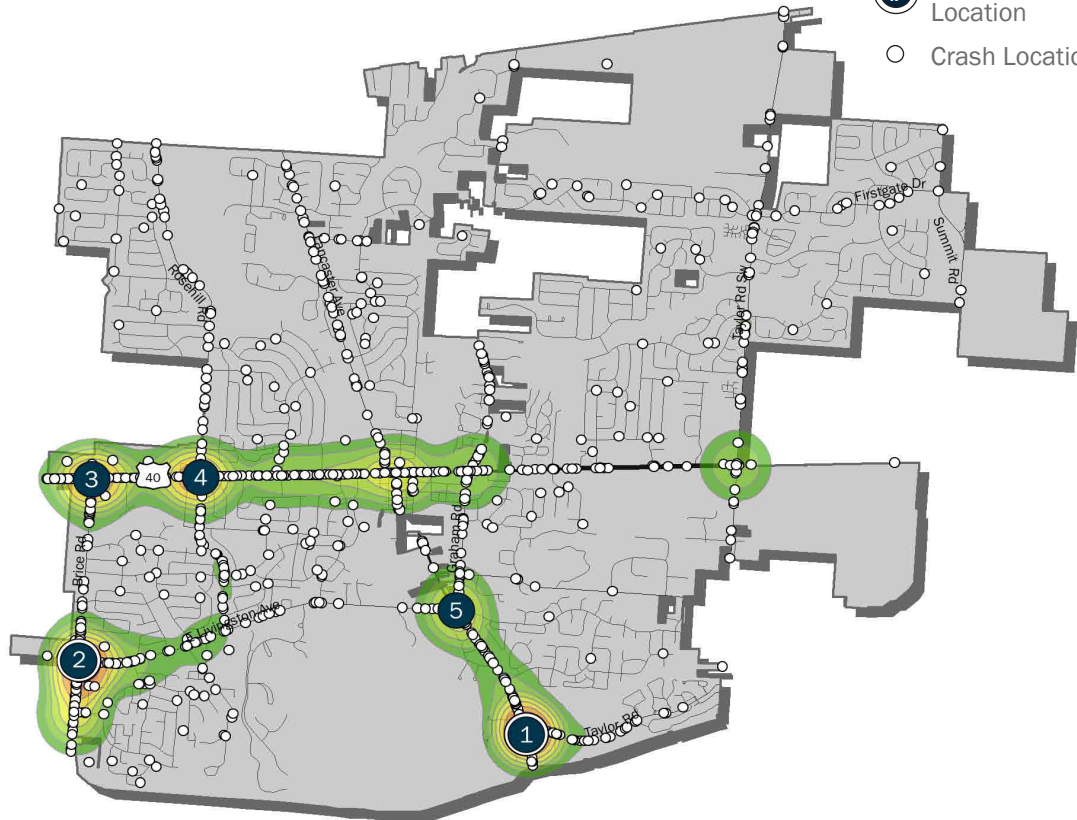 Location
Crash Locatio
Firstgate Dr
Summit Rd
Lancaster Ave
Rosehill Rd
Taylor Rd Sw
3
40
4
Brice Rd
Graham Rd
5
E Livingston Ave
2
1
Taylor Rd